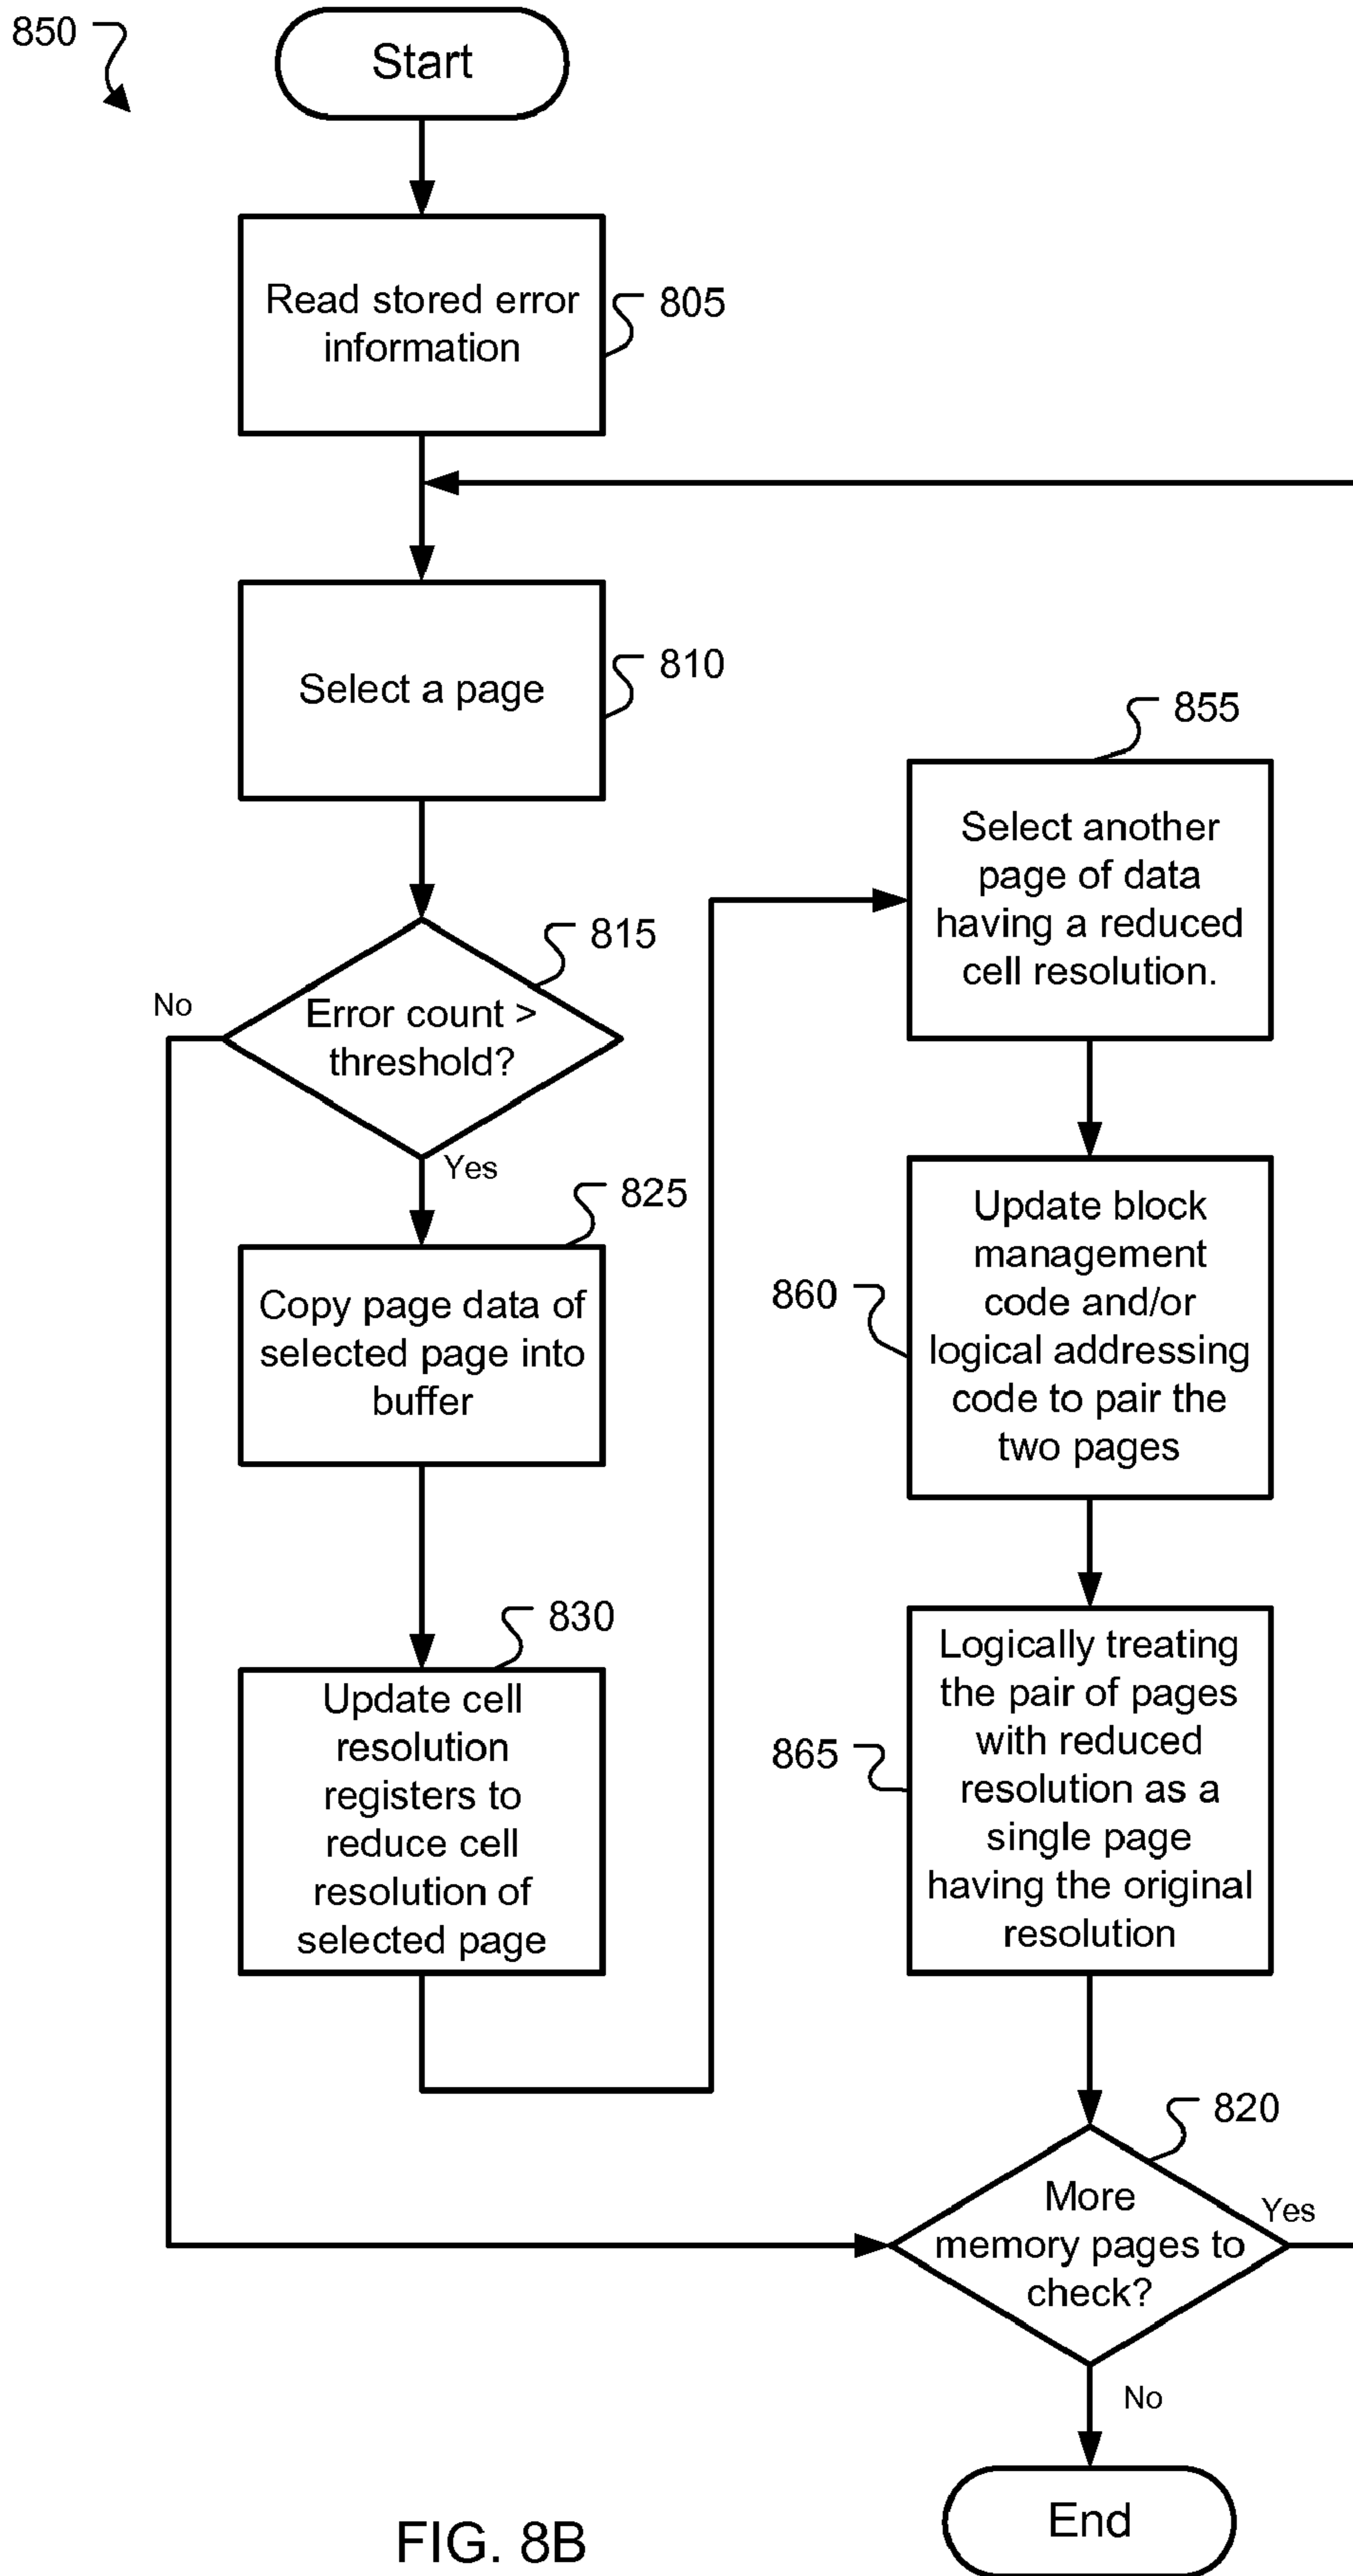 850
Start
Read stored error
information
805
Select a page
810
815
Error count >
threshold?
No
Yes
825
Copy page data of
selected page into
buffer
830
Update cell
resolution
registers to
reduce cell
resolution of
selected page
855
Select another
page of data
having a reduced
cell resolution.
860
Update block
management
code and/or
logical addressing
code to pair the
two pages
865
Logically treating
the pair of pages
with reduced
resolution as a
single page
having the original
resolution
820
More
memory pages to
check?
Yes
No
End
FIG. 8B